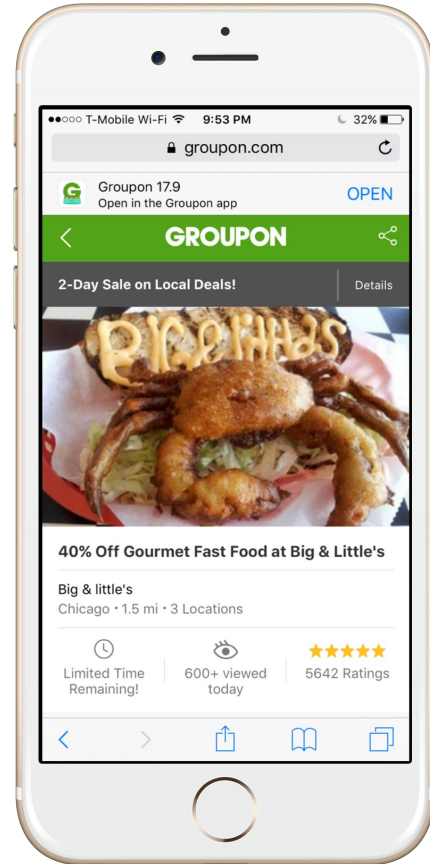 T-Mobile Wi-Fi 9:53 PM 32%
groupon.com
Groupon 17.9
Open in the Groupon app
OPEN
GROUPON
2-Day Sale on Local Deals!
Details
40% Off Gourmet Fast Food at Big & Little's
Big & little's
Chicago • 1.5 mi • 3 Locations
Limited Time
Remaining!
600+ viewed
today
5642 Ratings